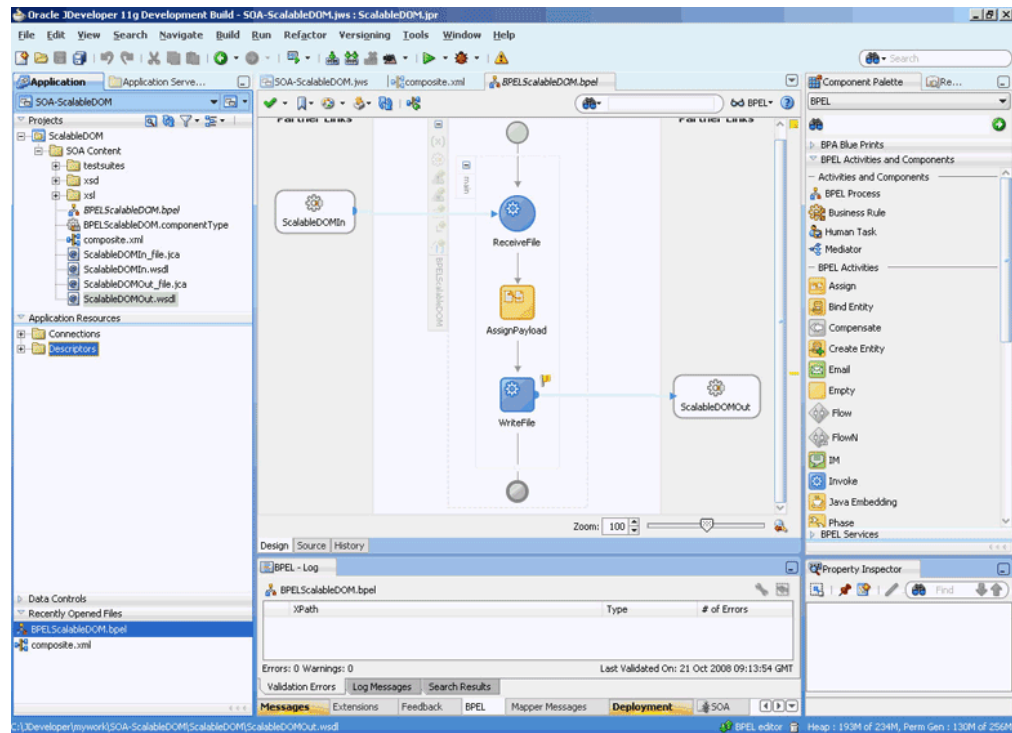 Oracle JDeveloper 11g Development Build - SOA-ScalableDOM.jws : ScalableDOM.jpr
File Edit View Search Navigate Build Run Refactor Versioning Tools Window Help
Search
Application Application Serve...
SOA-ScalableDOM
Projects
ScalableDOM
SOA Content
testsuites
xsd
xsl
BPELScalableDOM.bpel
BPELScalableDOM.componentType
composite.xml
ScalableDOMIn_file.jca
ScalableDOMIn.wsdl
ScalableDOMOut_file.jca
ScalableDOMOut.wsdl
Application Resources
Connections
Descriptors
Data Controls
Recently Opened Files
BPELScalableDOM.bpel
composite.xml
SOA-ScalableDOM.jws composite.xml BPELScalableDOM.bpel
BPEL
Partner Links Partner Links
main
BPELScalableDOM
ScalableDOMIn
ReceiveFile
AssignPayload
WriteFile
ScalableDOMOut
Zoom: 100
Design Source History
BPEL - Log
BPELScalableDOM.bpel
XPath Type # of Errors
Errors: 0 Warnings: 0 Last Validated On: 21 Oct 2008 09:13:54 GMT
Validation Errors Log Messages Search Results
Messages Extensions Feedback BPEL Mapper Messages Deployment SOA
Component Palette Re...
BPEL
BPA Blue Prints
BPEL Activities and Components
Activities and Components
BPEL Process
Business Rule
Human Task
Mediator
BPEL Activities
Assign
Bind Entity
Compensate
Create Entity
Email
Empty
Flow
FlowN
IM
Invoke
Java Embedding
Phase
BPEL Services
Property Inspector
Find
C:\JDeveloper\mywork\SOA-ScalableDOM\ScalableDOM\ScalableDOMOut.wsdl
BPEL editor Heap : 193M of 234M, Perm Gen : 130M of 256M